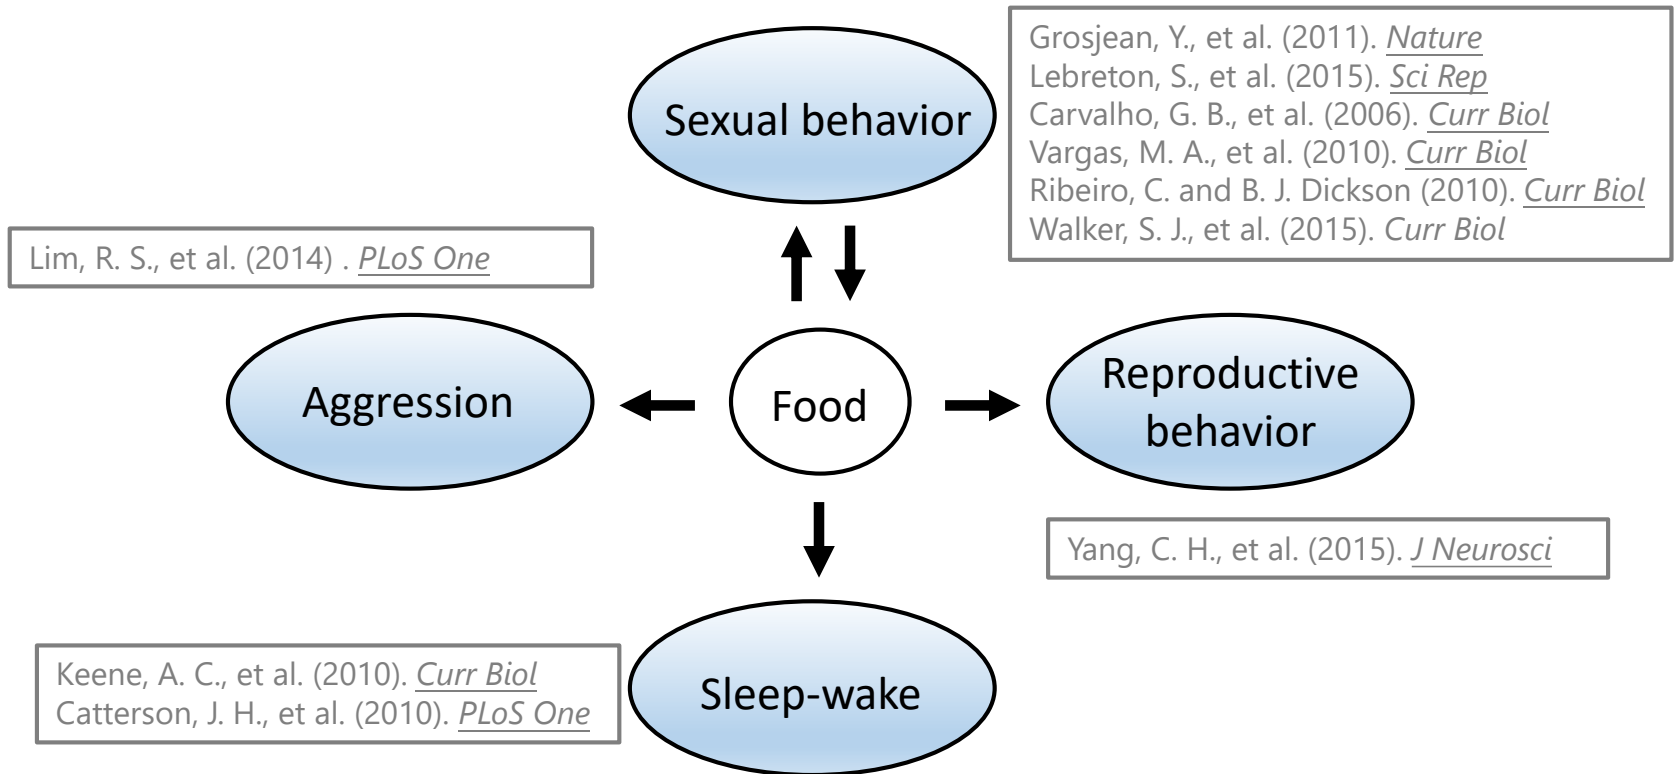 Sexual behavior
Grosjean, Y., et al. (2011). Nature
Lebreton, S., et al. (2015). Sci Rep
Carvalho, G. B., et al. (2006). Curr Biol
Vargas, M. A., et al. (2010). Curr Biol
Ribeiro, C. and B. J. Dickson (2010). Curr Biol
Walker, S. J., et al. (2015). Curr Biol
Lim, R. S., et al. (2014) . PLoS One
Aggression
Food
Reproductive
behavior
Yang, C. H., et al. (2015). J Neurosci
Keene, A. C., et al. (2010). Curr Biol
Catterson, J. H., et al. (2010). PLoS One
Sleep-wake